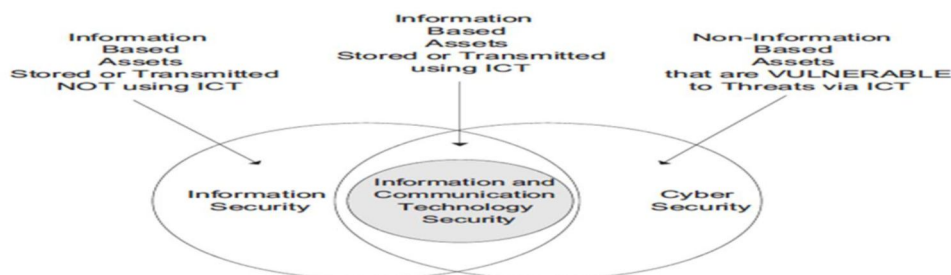 Information
Based
Assets
Stored or Transmitted
NOT using ICT
Information
Based
Assets
Stored or Transmitted
using ICT
Non-Information
Based
Assets
that are VULNERABLE
to Threats via ICT
Information
Security
Information and
Communication
Technology
Security
Cyber
Security